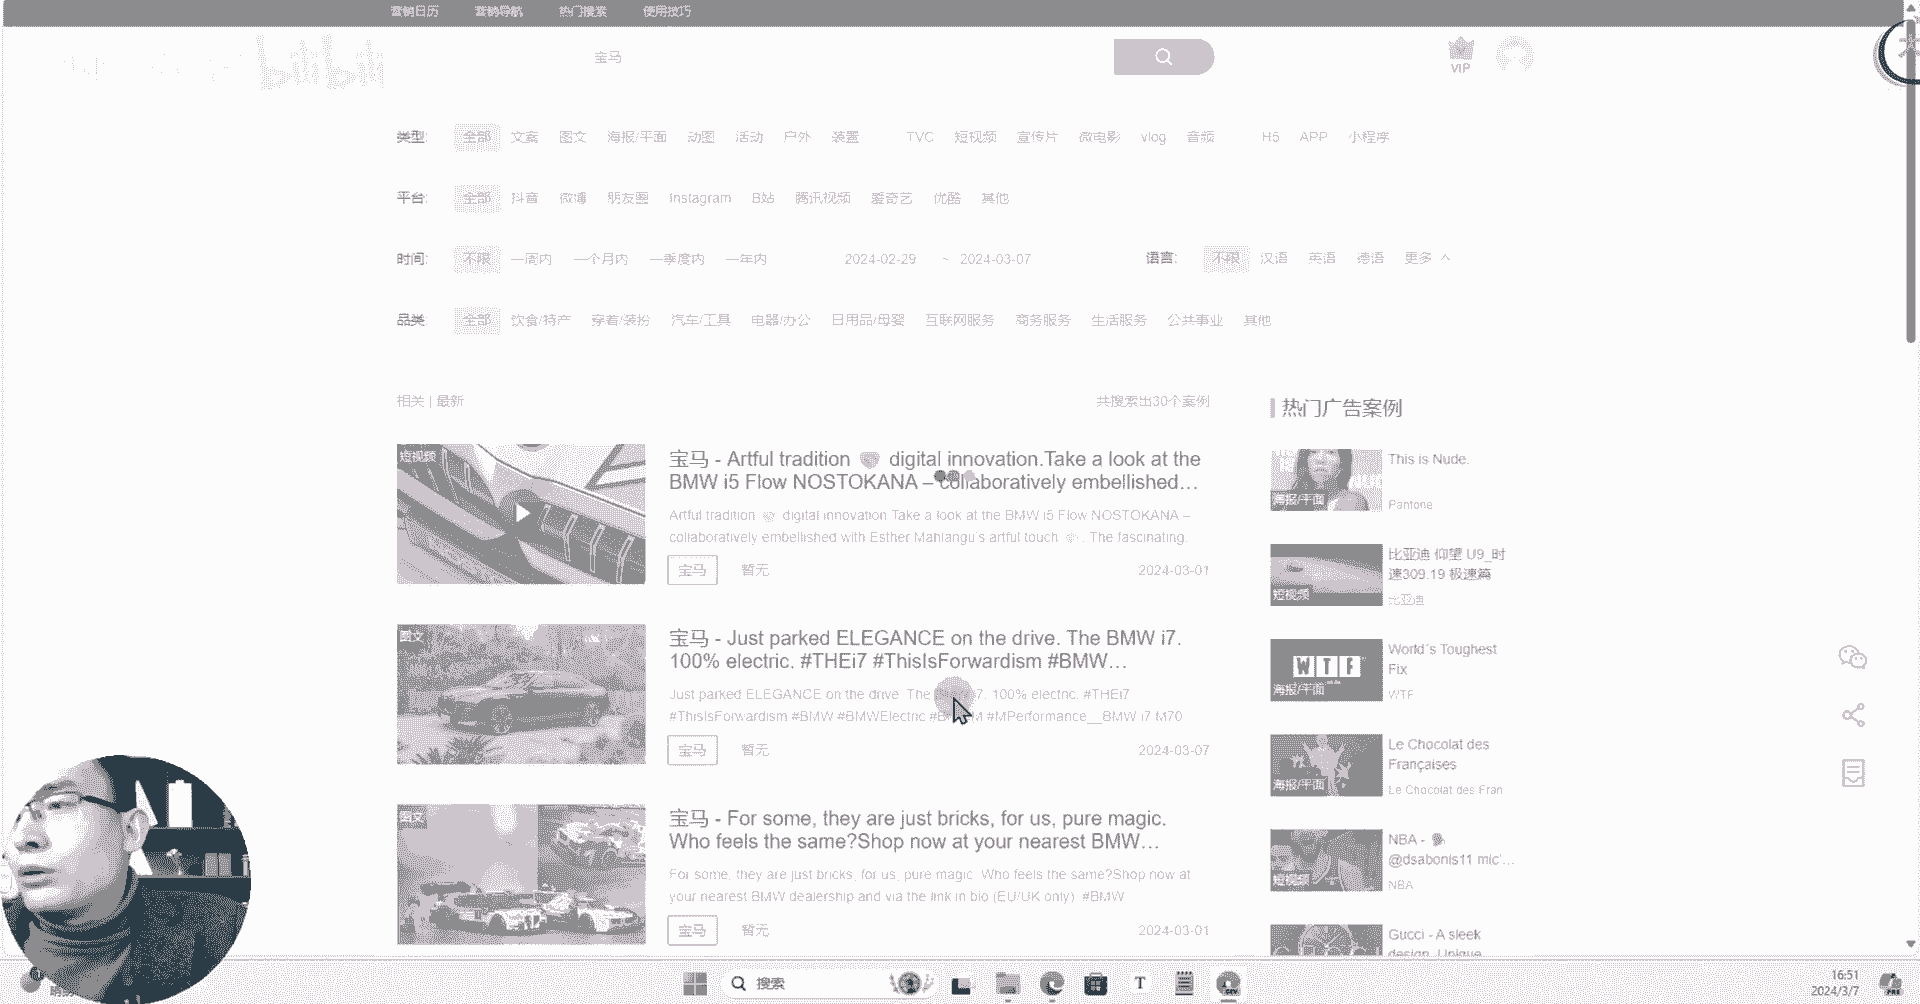 营销日历 营销导航 热门搜索 使用技巧
bilibili
宝马
VIP
类型: 全部 文案 图文 海报/平面 动图 活动 户外 装置 TVC 短视频 宣传片 微电影 vlog 音频 H5 APP 小程序
平台: 全部 抖音 微博 朋友圈 Instagram B站 腾讯视频 爱奇艺 优酷 其他
时间: 不限 一周内 一个月内 一季度内 一年内 2024-02-29 ~ 2024-03-07 语言: 不限 汉语 英语 德语 更多
品类: 全部 饮食/特产 穿着/装扮 汽车/工具 电器/办公 日用品/母婴 互联网服务 商务服务 生活服务 公共事业 其他
相关 | 最新 共搜索出30个案例
短视频
宝马 - Artful tradition digital innovation.Take a look at the
BMW i5 Flow NOSTOKANA – collaboratively embellished…
Artful tradition digital innovation Take a look at the BMW i5 Flow NOSTOKANA –
collaboratively embellished with Esther Mahlangu's artful touch . The fascinating.
宝马 暂无 2024-03-01
图文
宝马 - Just parked ELEGANCE on the drive. The BMW i7.
100% electric. #THEi7 #ThisIsForwardism #BMW…
Just parked ELEGANCE on the drive. The i7. 100% electric. #THEi7
#ThisIsForwardism #BMW #BMWElectric #MPerformance__BMW i7 M70
宝马 暂无 2024-03-07
图文
宝马 - For some, they are just bricks, for us, pure magic.
Who feels the same?Shop now at your nearest BMW…
For some, they are just bricks, for us, pure magic. Who feels the same?Shop now at
your nearest BMW dealership and via the link in bio (EU/UK only). #BMW
宝马 暂无 2024-03-01
热门广告案例
海报/平面
This is Nude.
Pantone
短视频
比亚迪 仰望 U9_时
速309.19 极速篇
比亚迪
WTF
海报/平面
World´s Toughest
Fix
WTF
海报/平面
Le Chocolat des
Françaises
Le Chocolat des Fran
短视频
NBA -
@dsabonis11 mic'…
NBA
Gucci - A sleek
design. Unique
搜索
T
DEV
16:51
2024/3/7
PRE